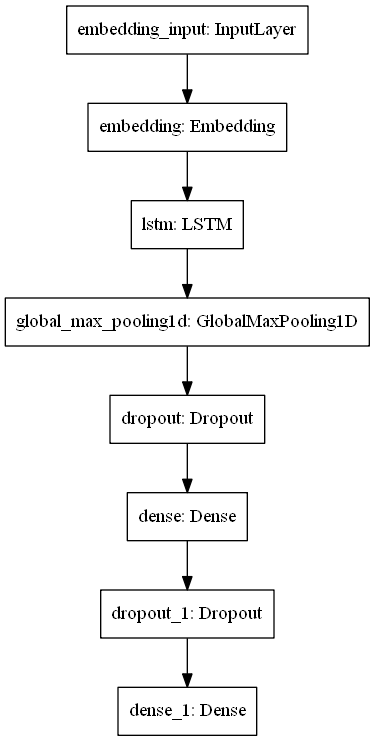 embedding_input: InputLayer
embedding: Embedding
lstm: LSTM
global_max_pooling1d: GlobalMaxPooling1D
dropout: Dropout
dense: Dense
dropout_1: Dropout
dense_1: Dense